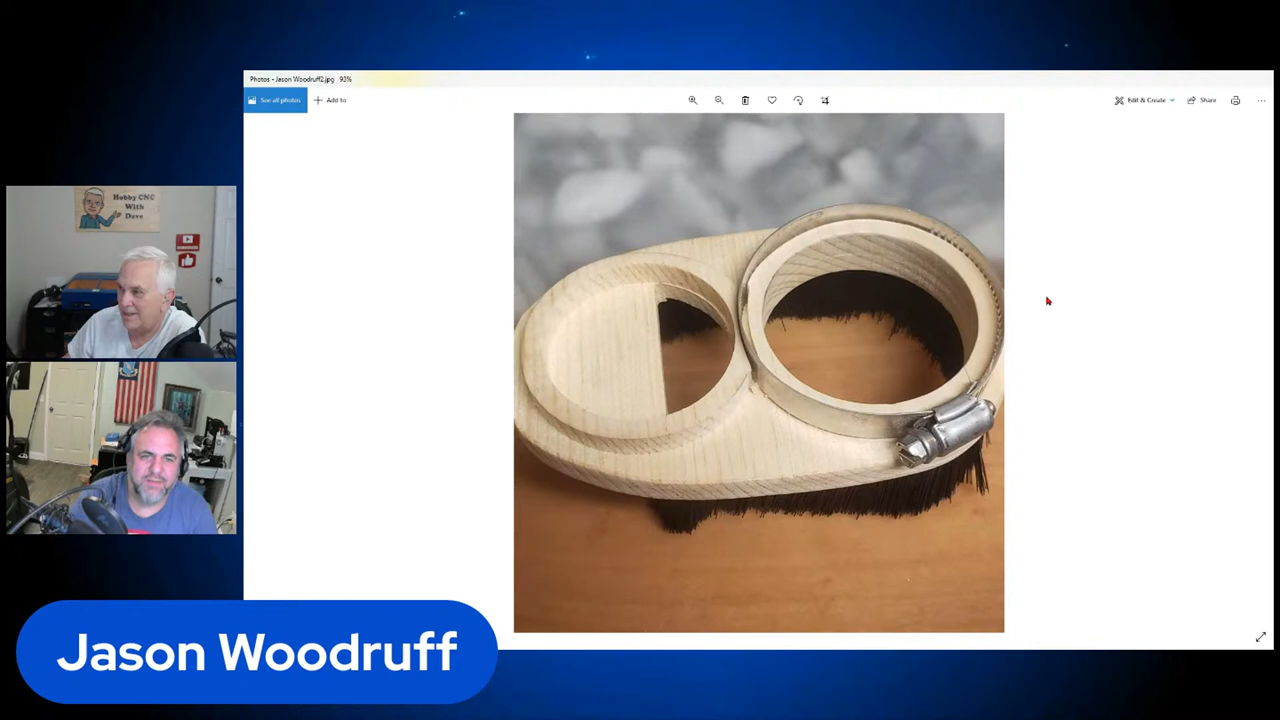 Photos - Jason Woodruff2.jpg 93%
See all photos
Add to
Edit & Create
Share
Hobby CNC
With
Dave
Jason Woodruff